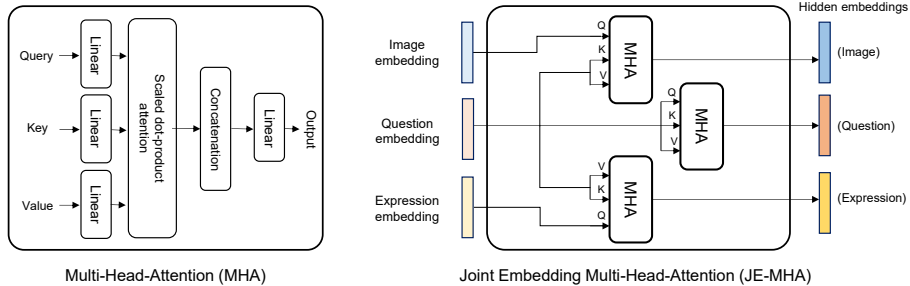 Query
Key
Value
Linear
Linear
Linear
Scaled dot-product
attention
Concatenation
Linear
Output
Multi-Head-Attention (MHA)
Hidden embeddings
Image
embedding
Question
embedding
Expression
embedding
Q
K
V
MHA
Q
K
V
MHA
V
K
Q
MHA
(Image)
(Question)
(Expression)
Joint Embedding Multi-Head-Attention (JE-MHA)